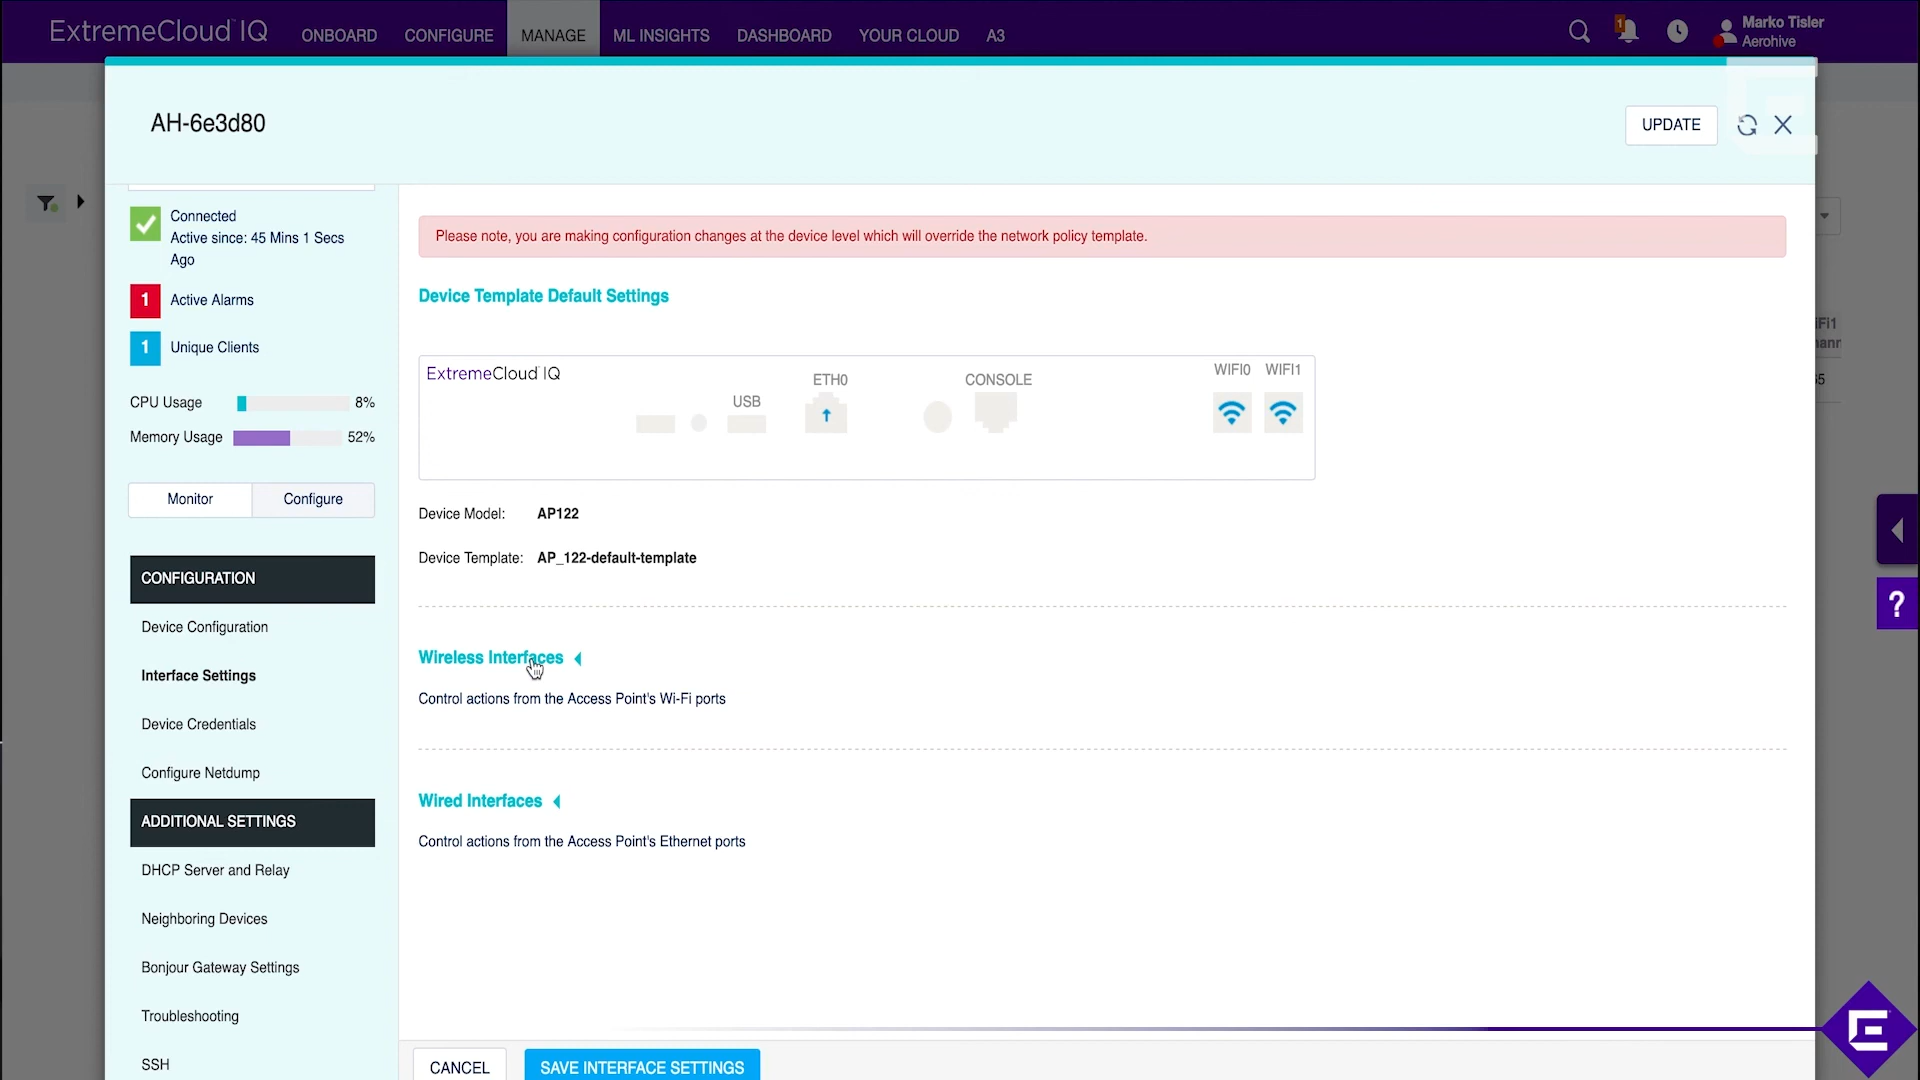 ExtremeCloud IQ
ONBOARD
CONFIGURE
MANAGE
ML INSIGHTS
DASHBOARD
YOUR CLOUD
A3
1
Marko Tisler
Aerohive
AH-6e3d80
UPDATE
Connected
Active since: 45 Mins 1 Secs
Ago
1 Active Alarms
1 Unique Clients
CPU Usage 8%
Memory Usage 52%
Monitor
Configure
CONFIGURATION
Device Configuration
Interface Settings
Device Credentials
Configure Netdump
ADDITIONAL SETTINGS
DHCP Server and Relay
Neighboring Devices
Bonjour Gateway Settings
Troubleshooting
SSH
Please note, you are making configuration changes at the device level which will override the network policy template.
Device Template Default Settings
ExtremeCloud IQ
USB
ETH0
CONSOLE
WIFI0
WIFI1
Device Model: AP122
Device Template: AP_122-default-template
Wireless Interfaces
Control actions from the Access Point's Wi-Fi ports
Wired Interfaces
Control actions from the Access Point's Ethernet ports
CANCEL
SAVE INTERFACE SETTINGS
?